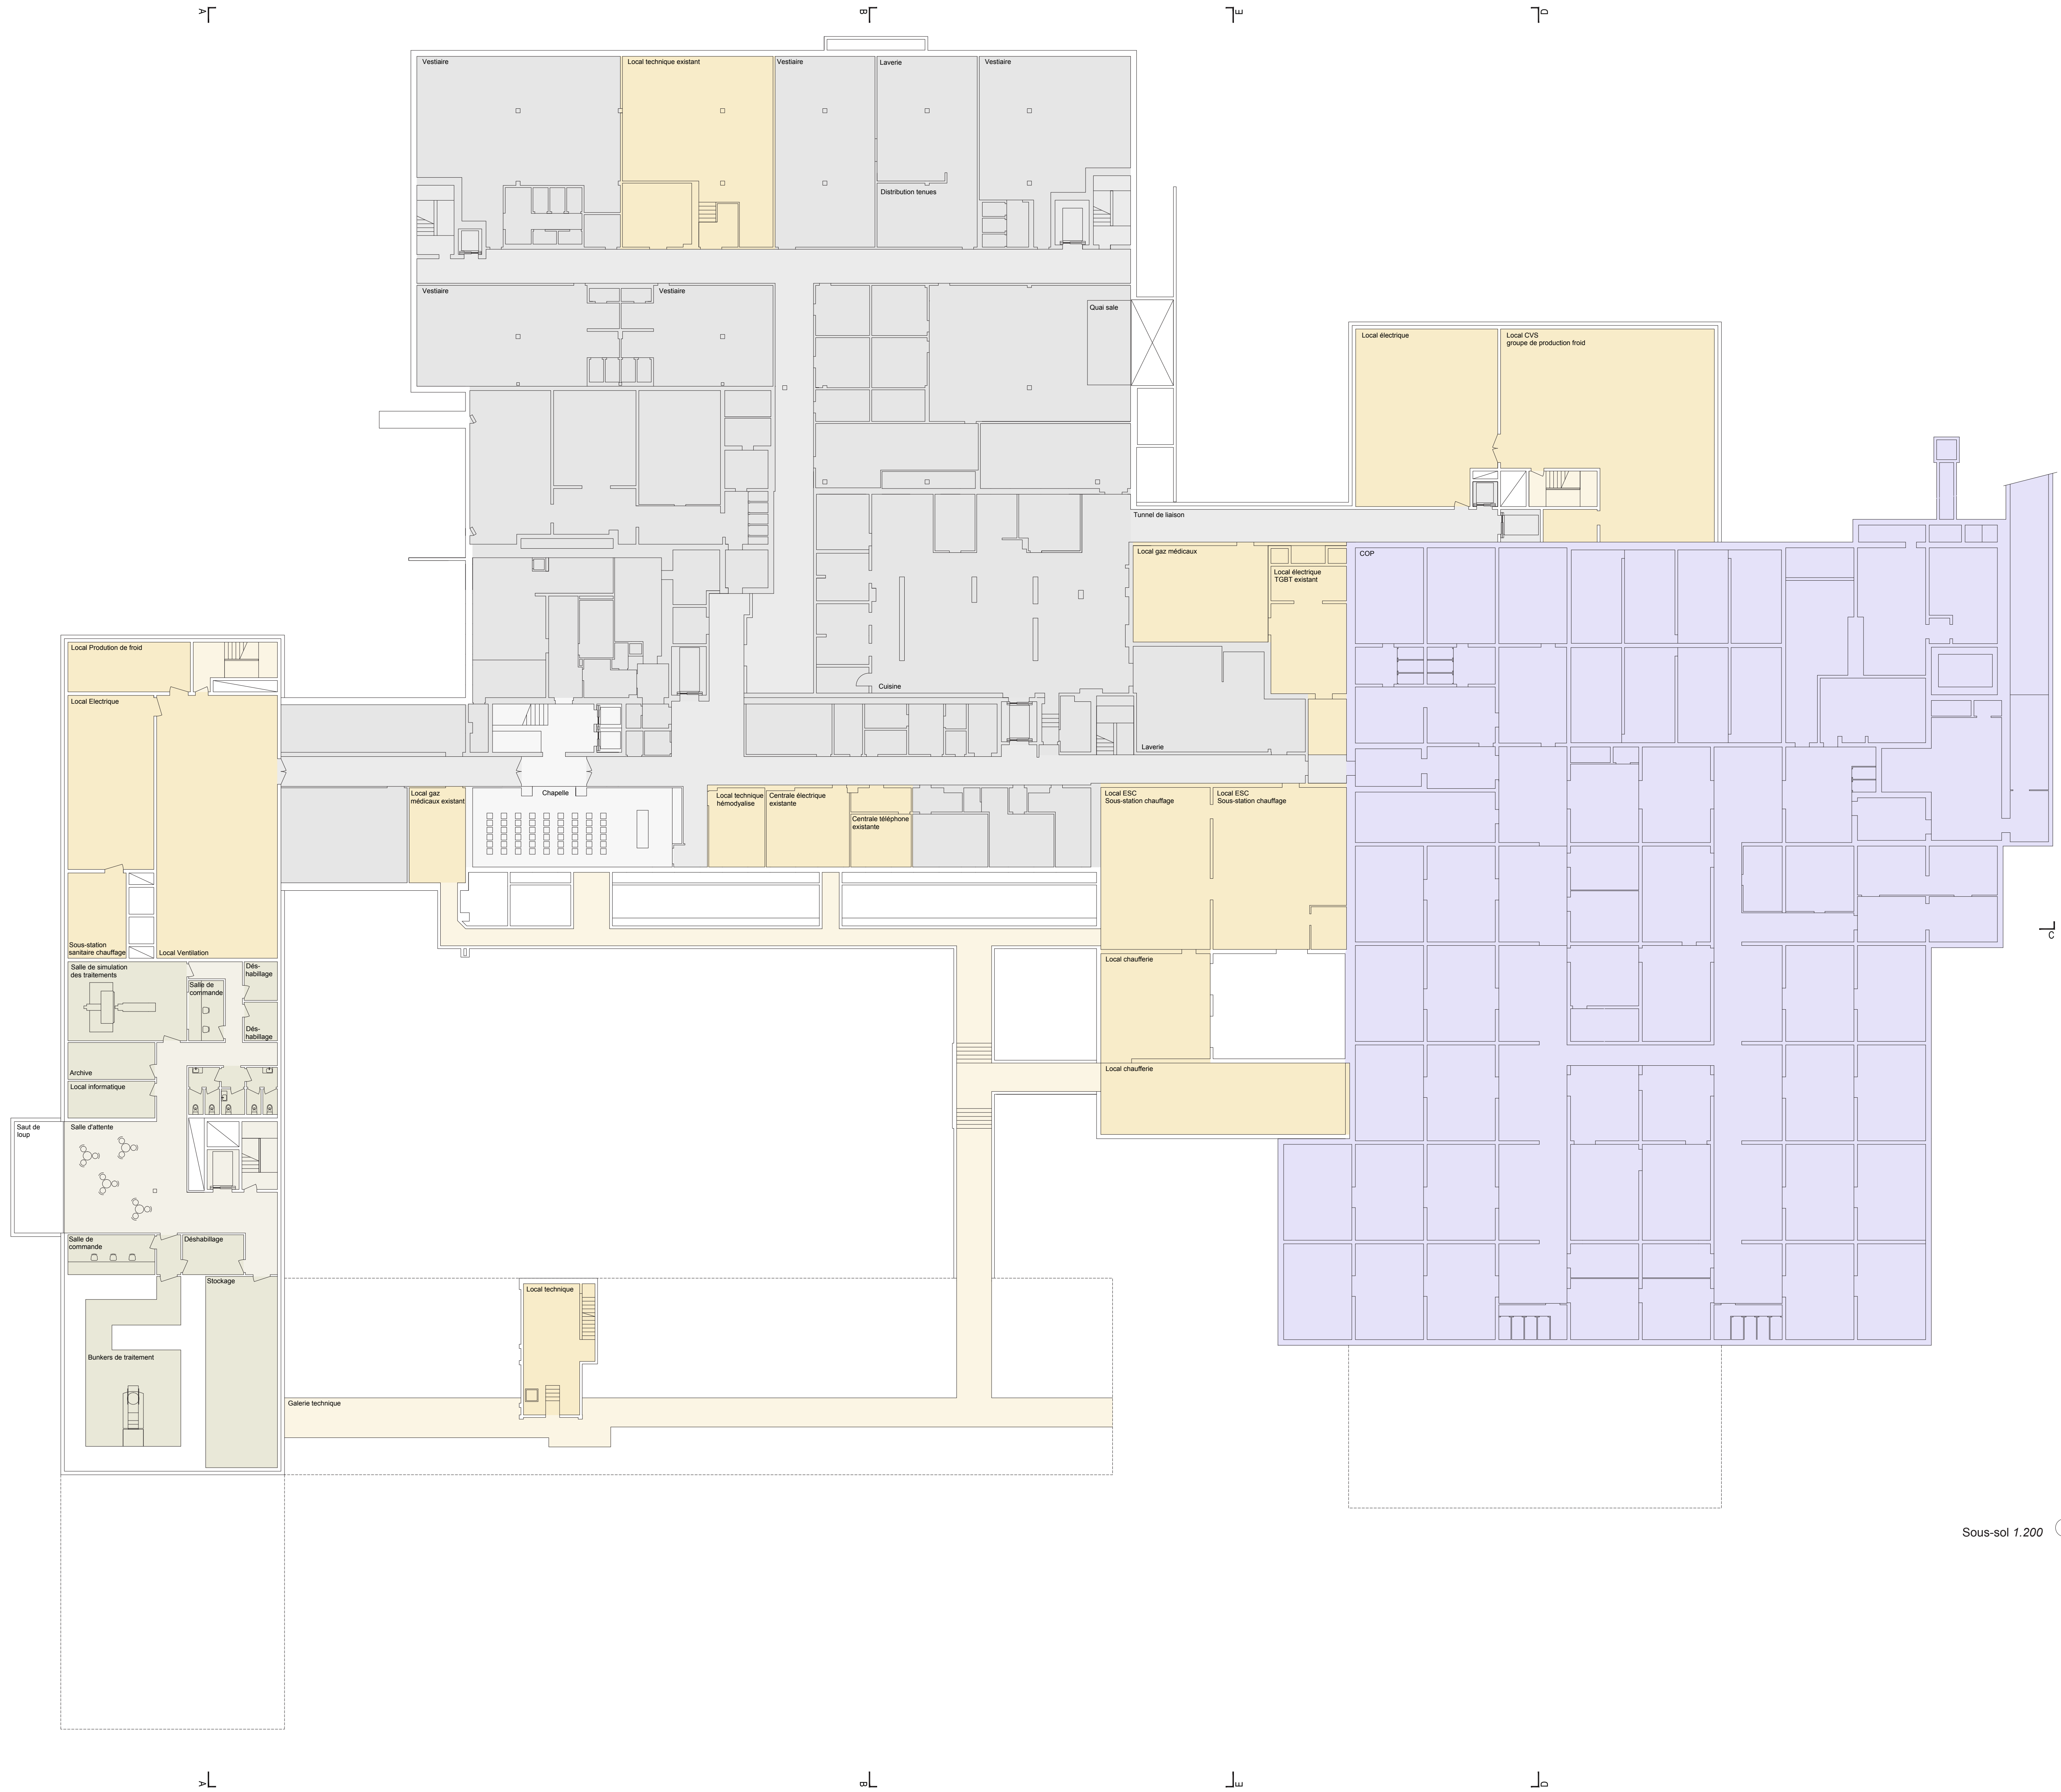 A
B
E
D
Vestiaire
Local technique existant
Vestiaire
Laverie
Vestiaire
Distribution tenues
Vestiaire
Vestiaire
Quai sale
Local électrique
Local CVS
groupe de production froid
Tunnel de liaison
Local gaz médicaux
COP
Local électrique
TGBT existant
Local Prodution de froid
Cuisine
Local Electrique
Laverie
Local gaz
médicaux existant
Chapelle
Local technique
hémodyalise
Centrale électrique
existante
Centrale téléphone
existante
Local ESC
Sous-station chauffage
Local ESC
Sous-station chauffage
C
Sous-station
sanitaire chauffage
Local Ventilation
Local chaufferie
Salle de simulation
des traitements
Salle de
commande
Dés-
habillage
Dés-
habillage
Archive
Local informatique
Local chaufferie
Saut de
loup
Salle d'attente
Salle de
commande
Déshabillage
Stockage
Local technique
Bunkers de traitement
Galerie technique
Sous-sol 1.200
A
B
E
D